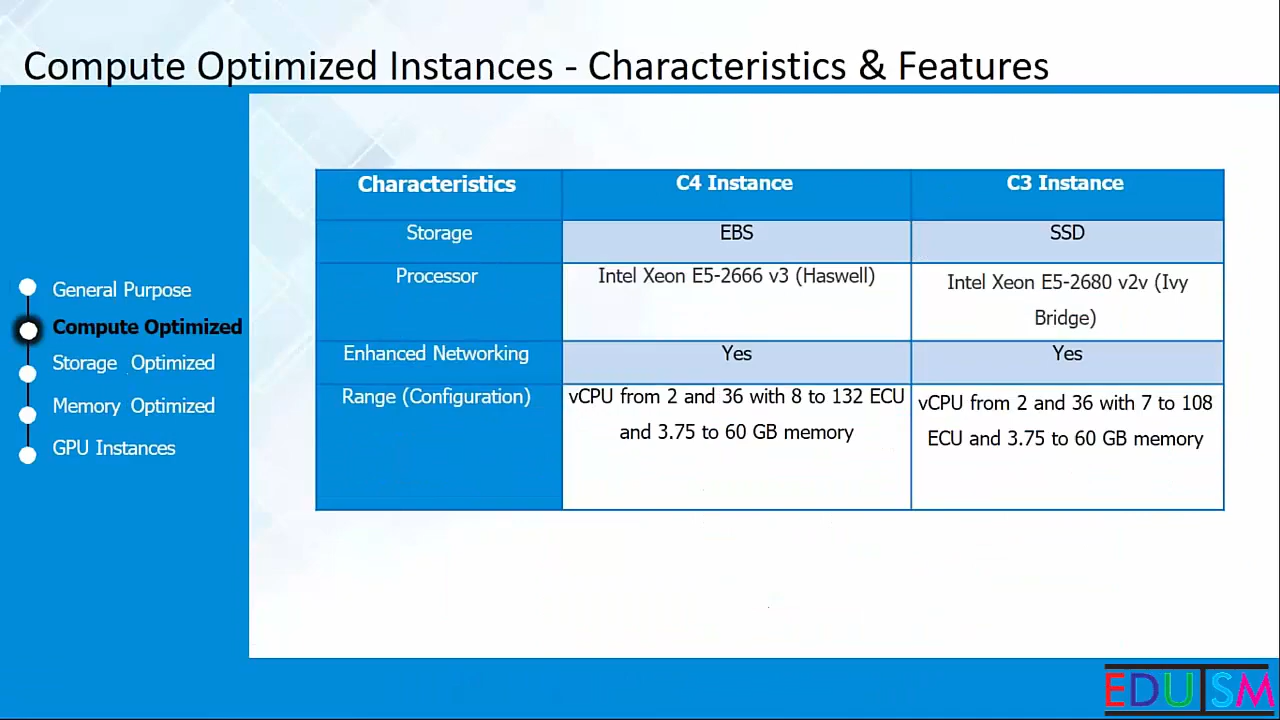 Compute Optimized Instances - Characteristics & Features
General Purpose
Compute Optimized
Storage Optimized
Memory Optimized
GPU Instances
Characteristics C4 Instance C3 Instance
Storage EBS SSD
Processor Intel Xeon E5-2666 v3 (Haswell) Intel Xeon E5-2680 v2v (Ivy
Bridge)
Enhanced Networking Yes Yes
Range (Configuration) vCPU from 2 and 36 with 8 to 132 ECU vCPU from 2 and 36 with 7 to 108
and 3.75 to 60 GB memory ECU and 3.75 to 60 GB memory
EDUISM